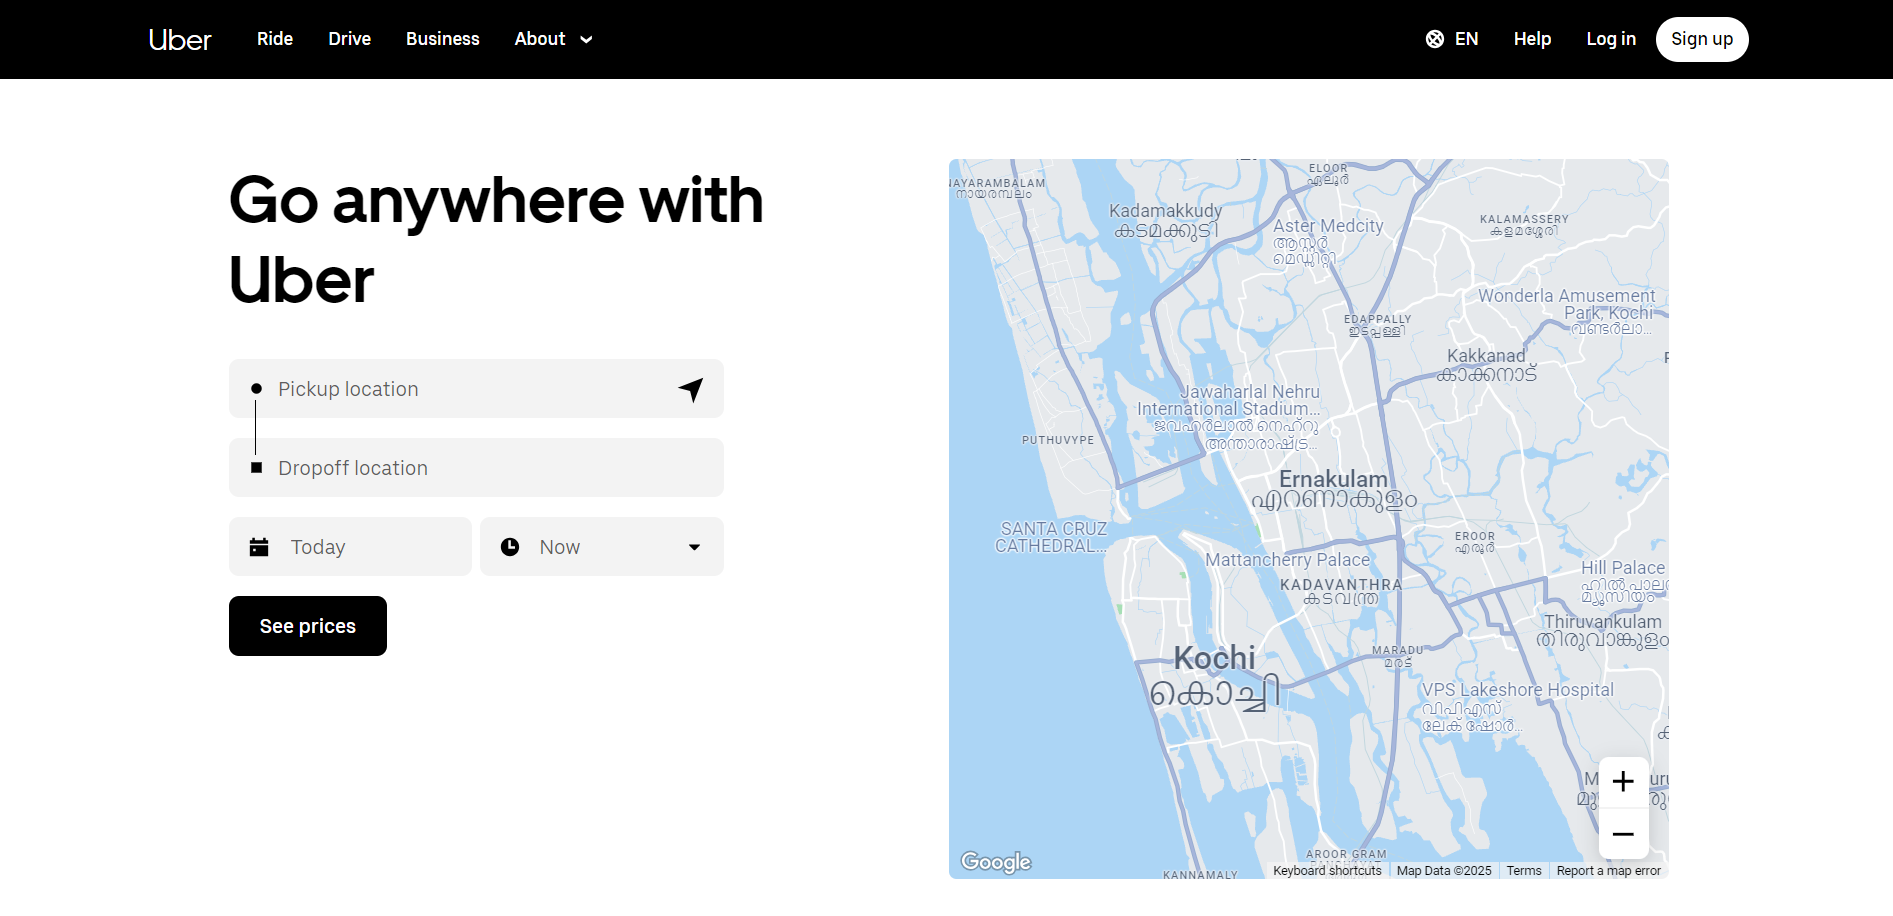 Uber
Ride
Drive
Business
About
EN
Help
Log in
Sign up
Go anywhere with
Uber
Pickup location
Dropoff location
Today
Now
See prices
ELOOR
ഏലൂർ
NAYARAMBALAM
നായരമ്പലം
Kadamakkudy
കടമക്കുടി
Aster Medcity
ആസ്റ്റർ
മെഡ്സിറ്റി
KALAMASSERY
കളമശ്ശേരി
Wonderla Amusement
Park, Kochi
വണ്ടർലാ...
EDAPPALLY
ഇടപ്പള്ളി
Kakkanad
കാക്കനാട്
Jawaharlal Nehru
International Stadium...
ജവഹർലാൽ നെഹ്റു
അന്താരാഷ്ട്ര...
PUTHUVYPE
Ernakulam
എറണാകുളം
SANTA CRUZ
CATHEDRAL...
EROOR
എരൂർ
Mattancherry Palace
KADAVANTHRA
കടവന്ത്ര
Hill Palace
ഹിൽ പാല
മ്യൂസിയം
Thiruvankulam
തിരുവാങ്കുളം
MARADU
മരട്
Kochi
കൊച്ചി
VPS Lakeshore Hospital
വിപിഎസ്
ലേക് ഷോർ...
AROOR GRAM
KANNAMALY
Google
Keyboard shortcuts
Map Data ©2025
Terms
Report a map error